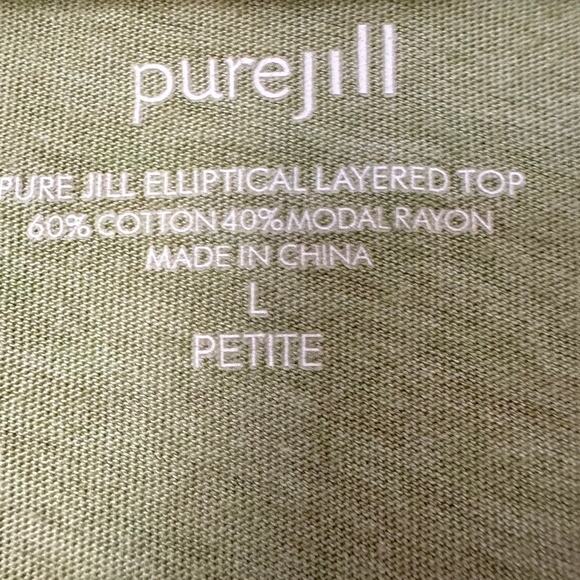 purejill
PURE JILL ELLIPTICAL LAYERED TOP
60% COTTON 40% MODAL RAYON
MADE IN CHINA
L
PETITE